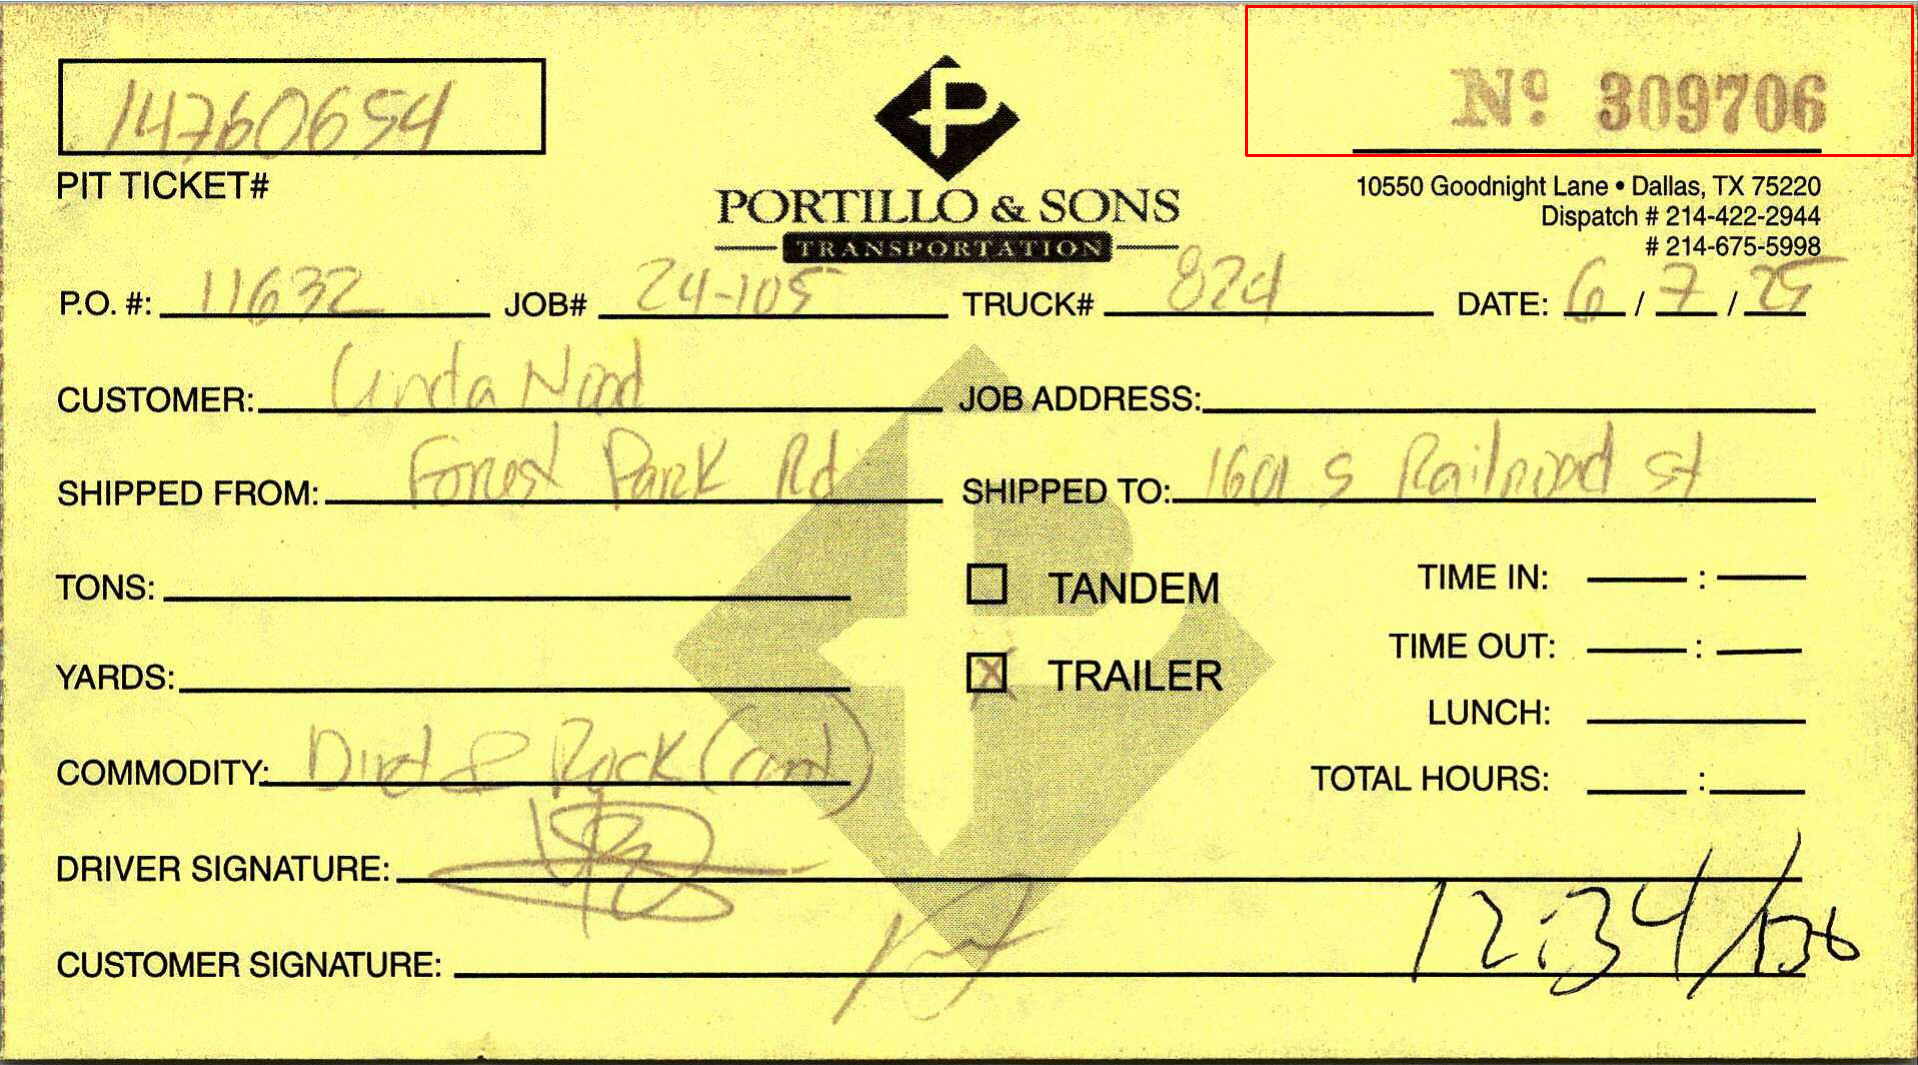 14760654
PIT TICKET#
PORTILLO & SONS
TRANSPORTATION
Nº 309706
10550 Goodnight Lane • Dallas, TX 75220
Dispatch # 214-422-2944
# 214-675-5998
P.O. #: 11632 JOB# 24-105 TRUCK# 824 DATE: 6 / 7 / 25
CUSTOMER: Linda Nood JOB ADDRESS:
SHIPPED FROM: Forest Park Rd SHIPPED TO: 1601 S Railroad St
TONS:
TANDEM
TIME IN: :
YARDS:
X TRAILER
TIME OUT: :
LUNCH:
COMMODITY: Dirt & Rock
TOTAL HOURS: :
DRIVER SIGNATURE:
CUSTOMER SIGNATURE:
12:34/